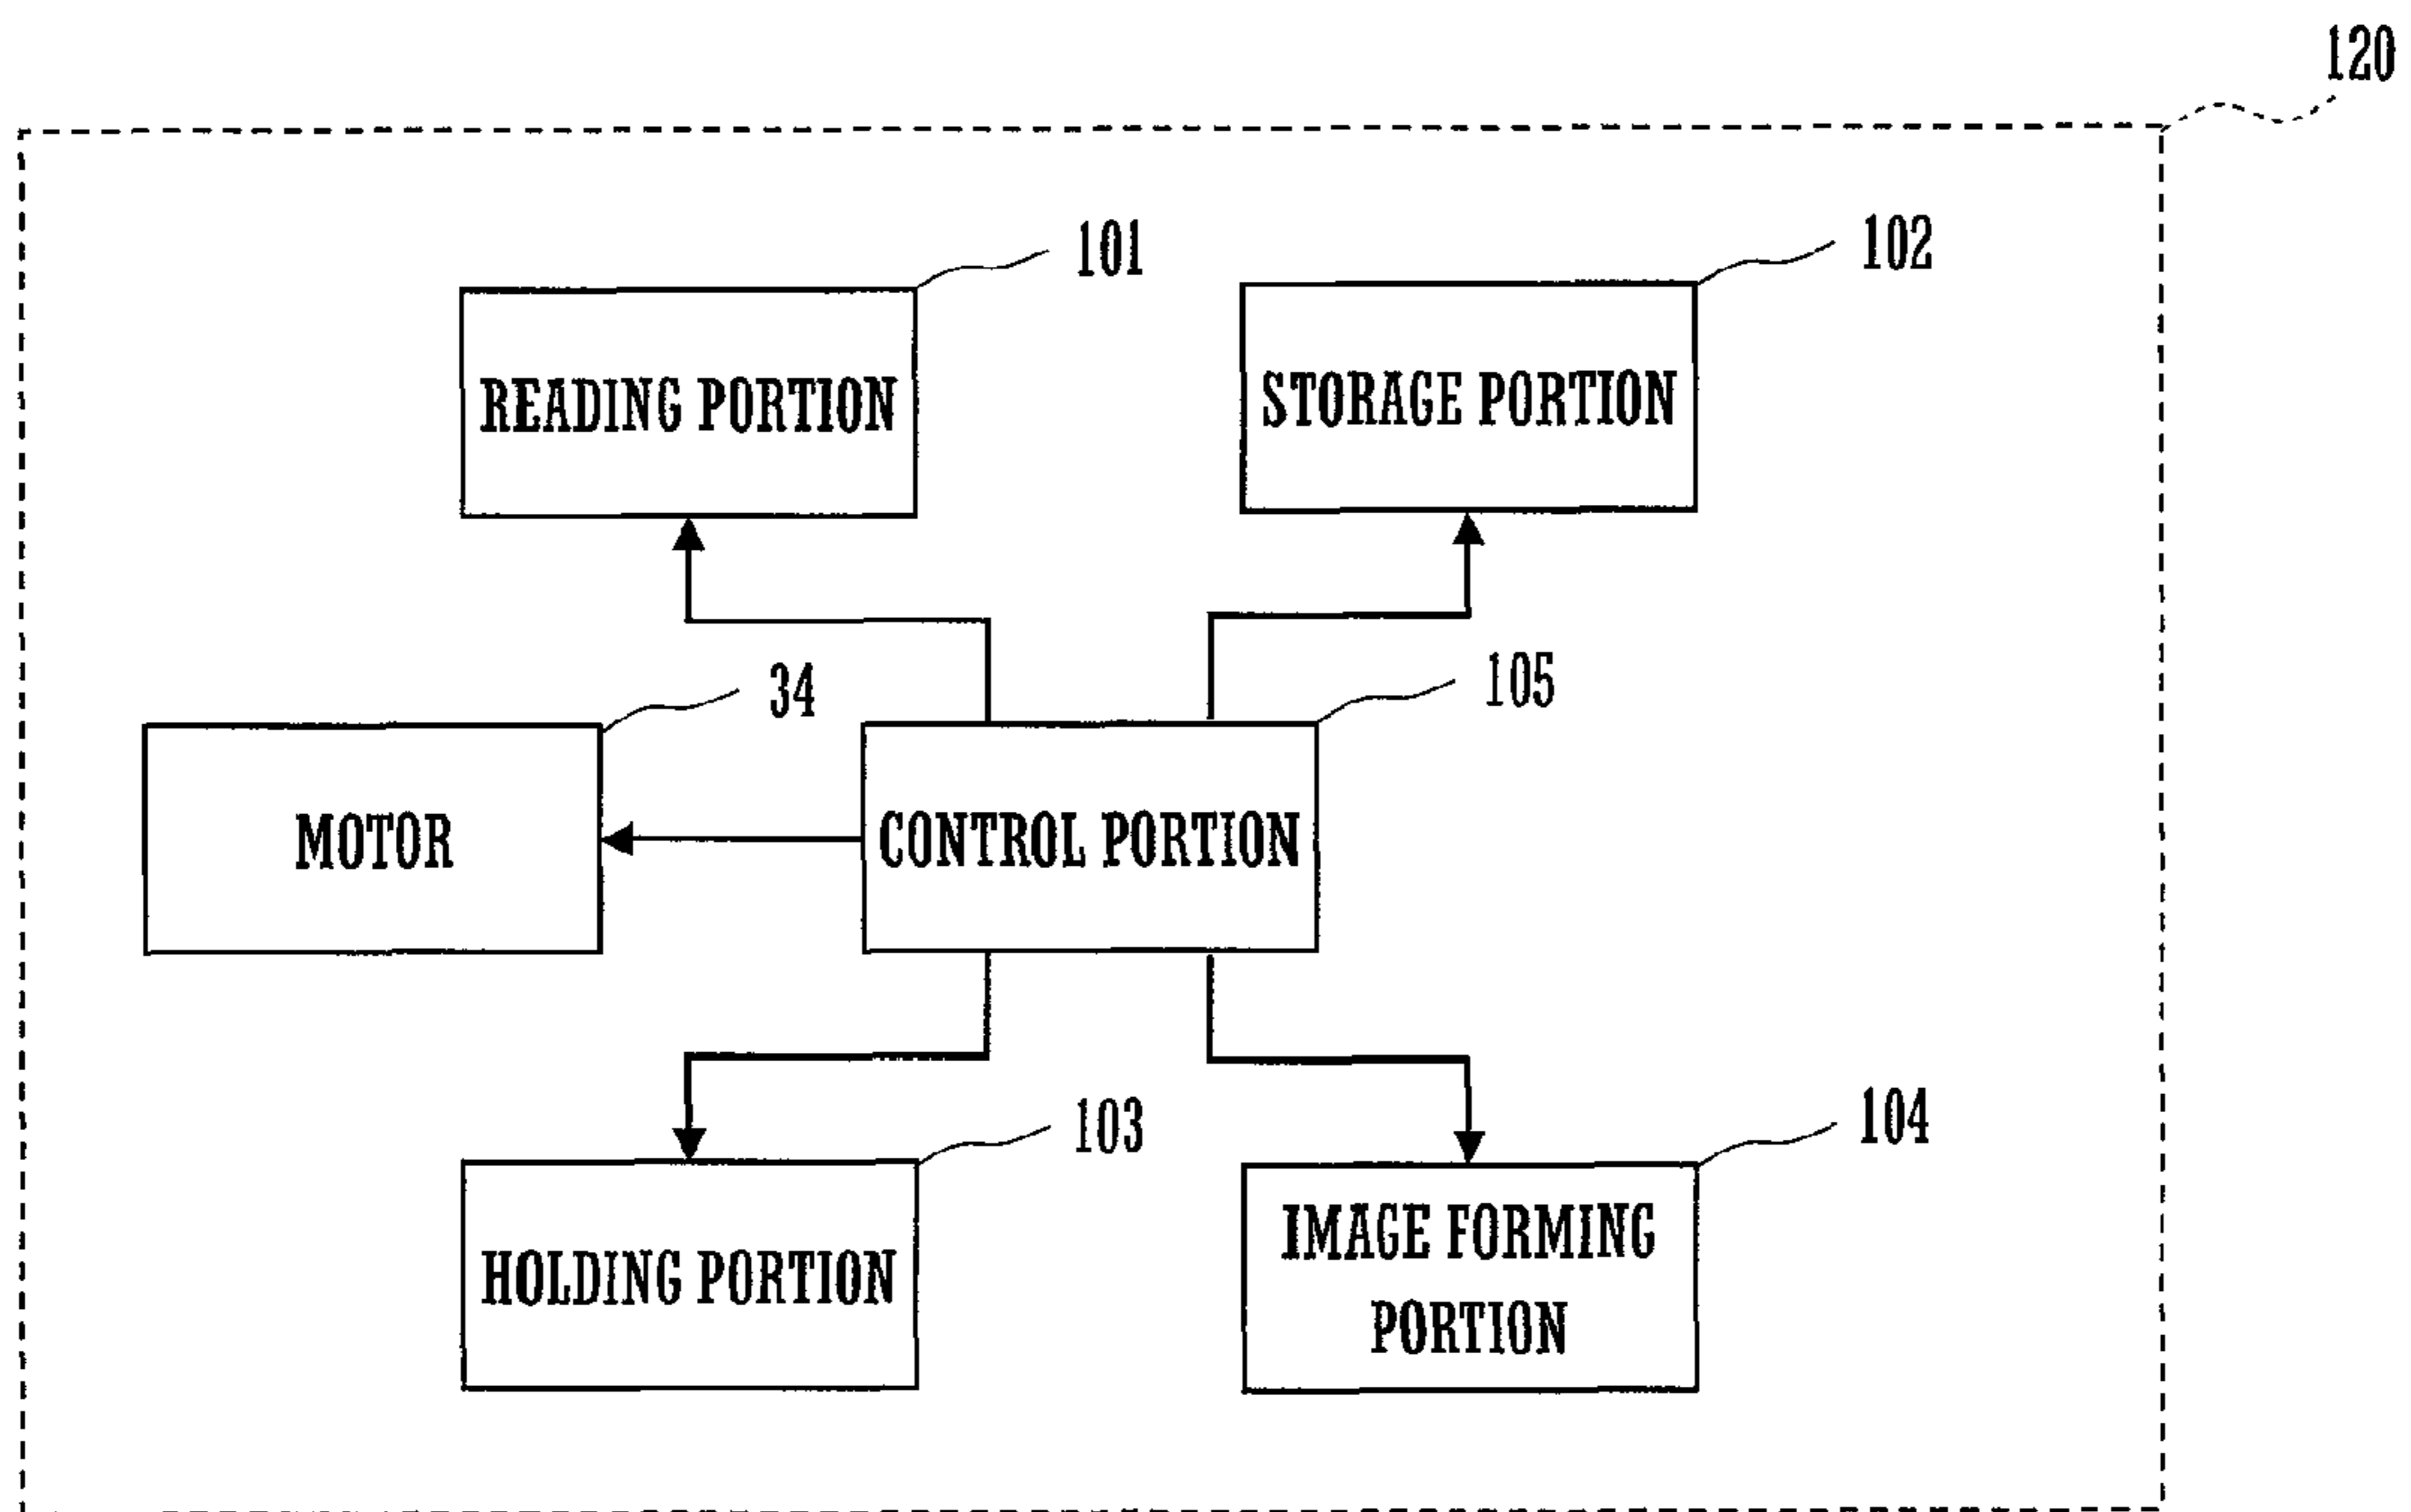 120
101
102
READING PORTION
STORAGE PORTION
34
105
MOTOR
CONTROL PORTION
103
104
HOLDING PORTION
IMAGE FORMING
PORTION